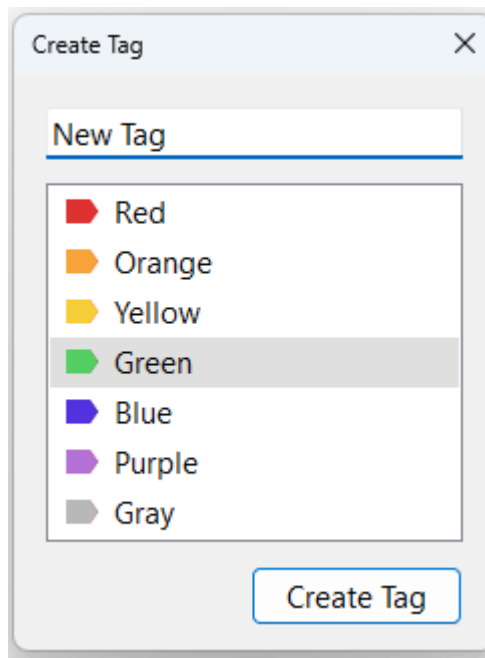 Create Tag
New Tag
Red
Orange
Yellow
Green
Blue
Purple
Gray
Create Tag